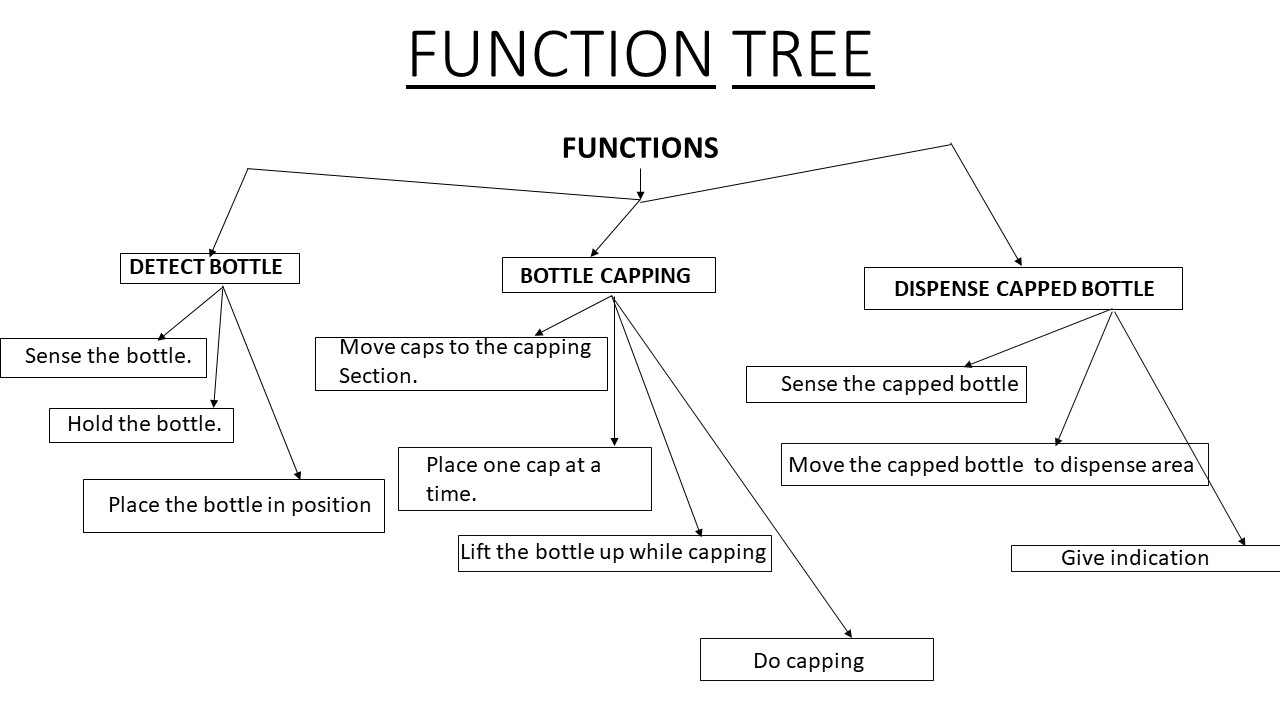 FUNCTION TREE
FUNCTIONS
DETECT BOTTLE
BOTTLE CAPPING
DISPENSE CAPPED BOTTLE
Sense the bottle.
Hold the bottle.
Place the bottle in position
Move caps to the capping
Section.
Place one cap at a
time.
Lift the bottle up while capping
Do capping
Sense the capped bottle
Move the capped bottle  to dispense area
Give indication